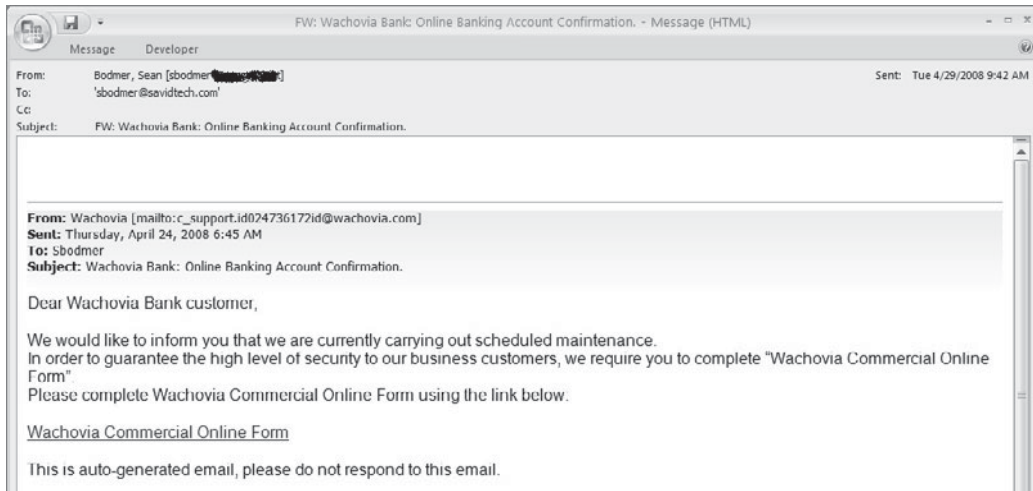 FW: Wachovia Bank: Online Banking Account Confirmation. - Message (HTML)
Message Developer
From: Bodmer, Sean [sbodmer ]
Sent: Tue 4/29/2008 9:42 AM
To: 'sbodmer@savidtech.com'
Cc:
Subject: FW: Wachovia Bank: Online Banking Account Confirmation.
From: Wachovia [mailto:c_support.id024736172id@wachovia.com]
Sent: Thursday, April 24, 2008 6:45 AM
To: Sbodmer
Subject: Wachovia Bank: Online Banking Account Confirmation.
Dear Wachovia Bank customer,
We would like to inform you that we are currently carrying out scheduled maintenance.
In order to guarantee the high level of security to our business customers, we require you to complete "Wachovia Commercial Online
Form".
Please complete Wachovia Commercial Online Form using the link below.
Wachovia Commercial Online Form
This is auto-generated email, please do not respond to this email.